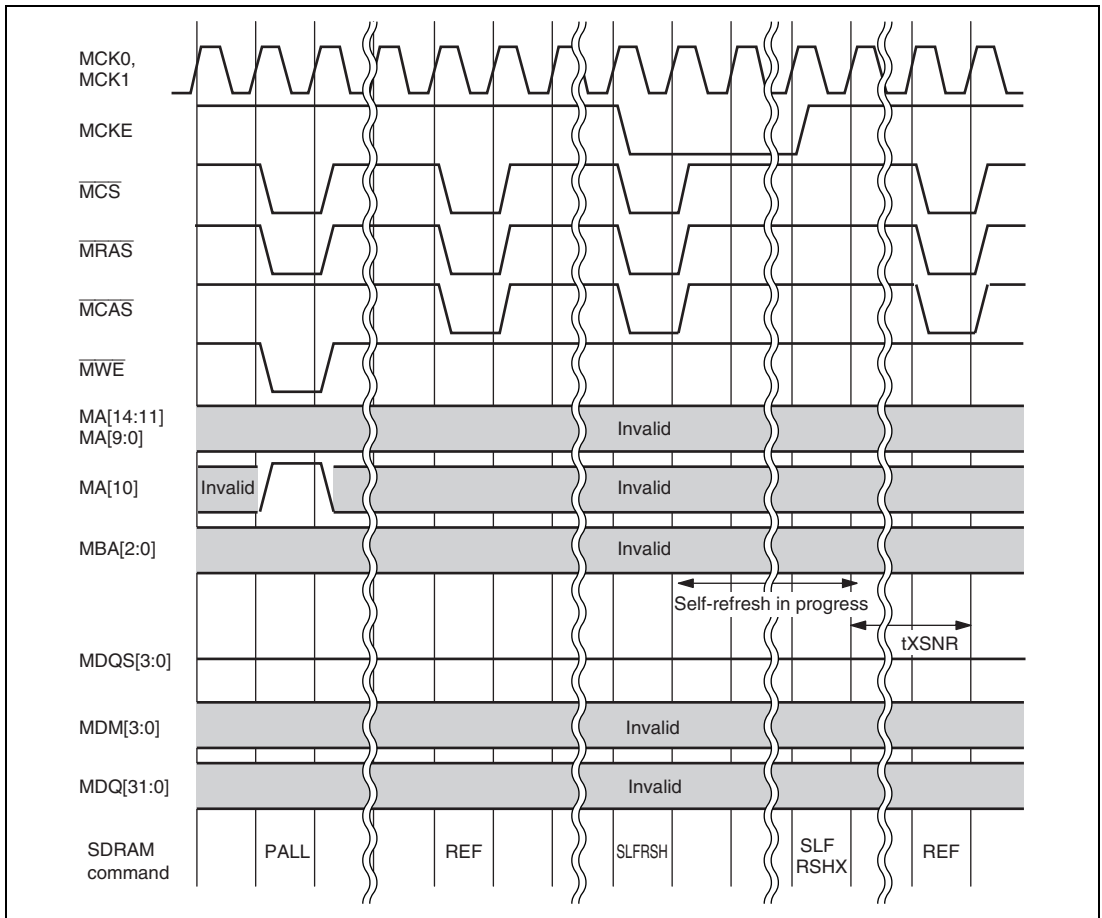 MCK0,
MCK1
MCKE
MCS
MRAS
MCAS
MWE
MA[14:11]
MA[9:0]
Invalid
MA[10]
Invalid
Invalid
MBA[2:0]
Invalid
Self-refresh in progress
tXSNR
MDQS[3:0]
MDM[3:0]
Invalid
MDQ[31:0]
Invalid
SDRAM
command
PALL
REF
SLFRSH
SLF
RSHX
REF